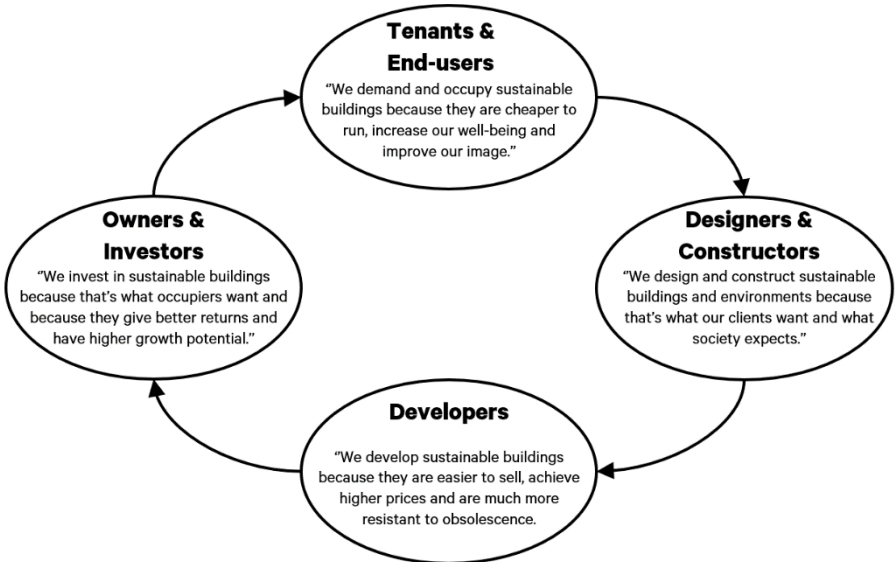 Tenants &
End-users
“We demand and occupy sustainable
buildings because they are cheaper to
run, increase our well-being and
improve our image.”
Designers &
Constructors
“We design and construct sustainable
buildings and environments because
that’s what our clients want and what
society expects.”
Developers
“We develop sustainable buildings
because they are easier to sell, achieve
higher prices and are much more
resistant to obsolescence.
Owners &
Investors
“We invest in sustainable buildings
because that’s what occupiers want and
because they give better returns and
have higher growth potential.”